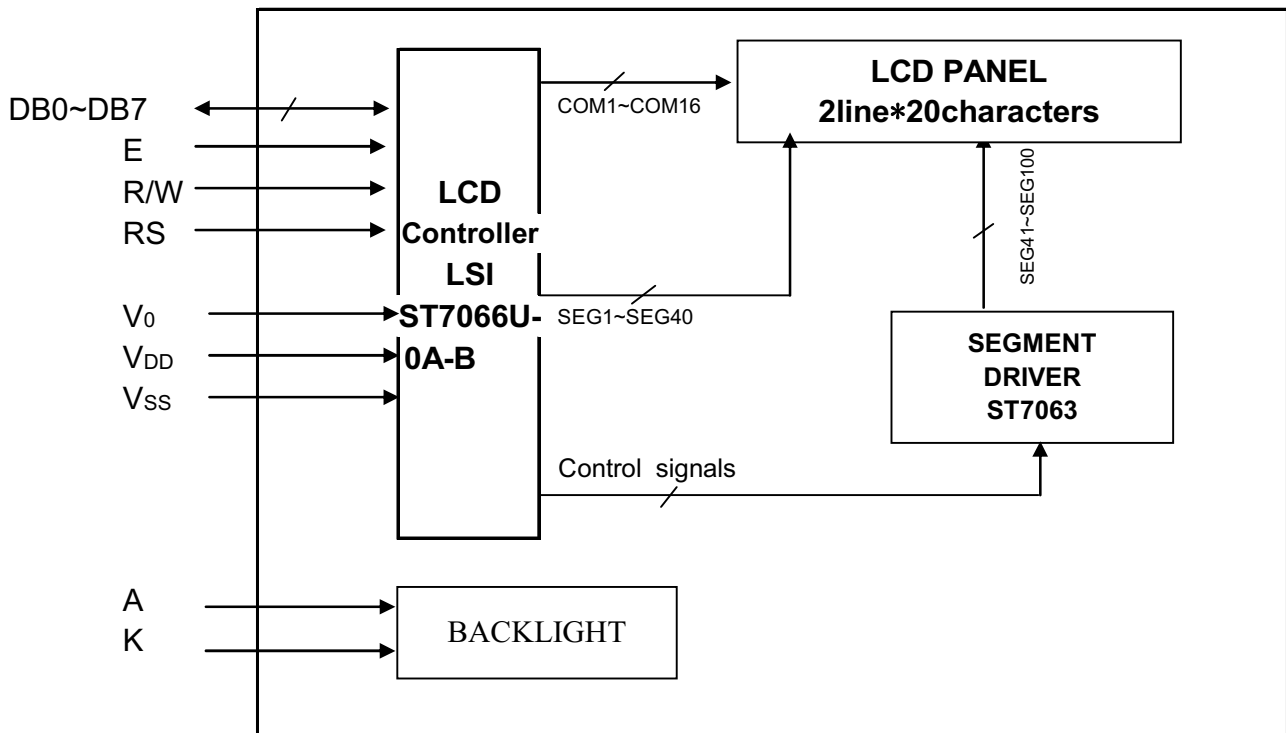 DB0~DB7
E
R/W
RS
V0
VDD
VSS
A
K
LCD
Controller
LSI
ST7066U-
0A-B
COM1~COM16
SEG1~SEG40
Control signals
LCD PANEL
2line*20characters
SEG41~SEG100
SEGMENT
DRIVER
ST7063
BACKLIGHT